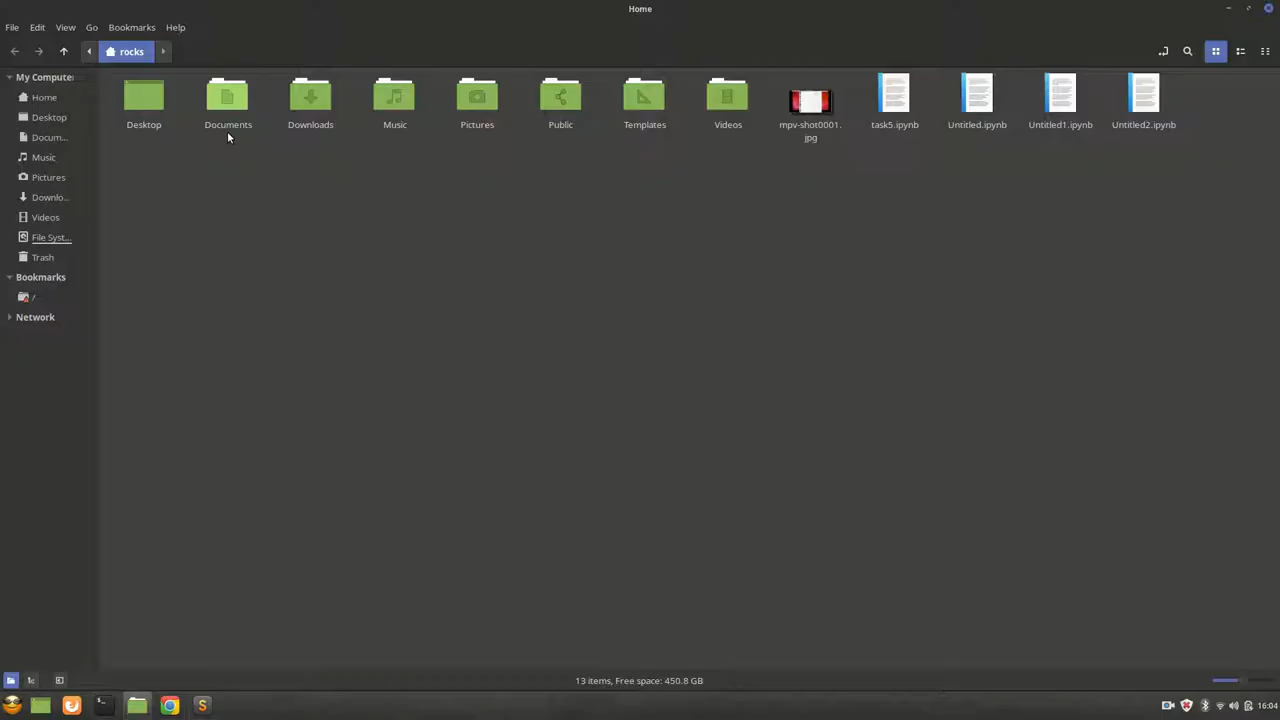 Home
File Edit View Go Bookmarks Help
rocks
My Compute
Home
Desktop
Docum...
Music
Pictures
Downlo...
Videos
File Syst...
Trash
Bookmarks
/
Network
Desktop Documents Downloads Music Pictures Public Templates Videos mpv-shot0001. task5.ipynb Untitled.ipynb Untitled1.ipynb Untitled2.ipynb
jpg
13 items, Free space: 450.8 GB
S 16:04